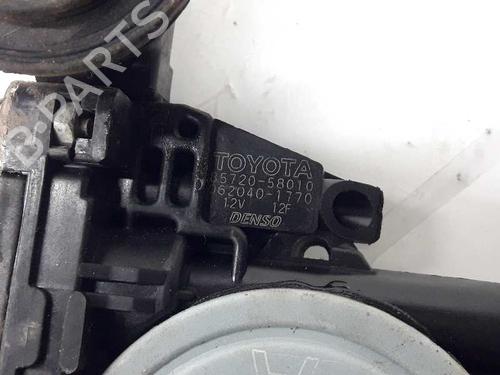 TOYOTA
85720-58010
062040-1770
12V 12F
DENSO
B-PARTS